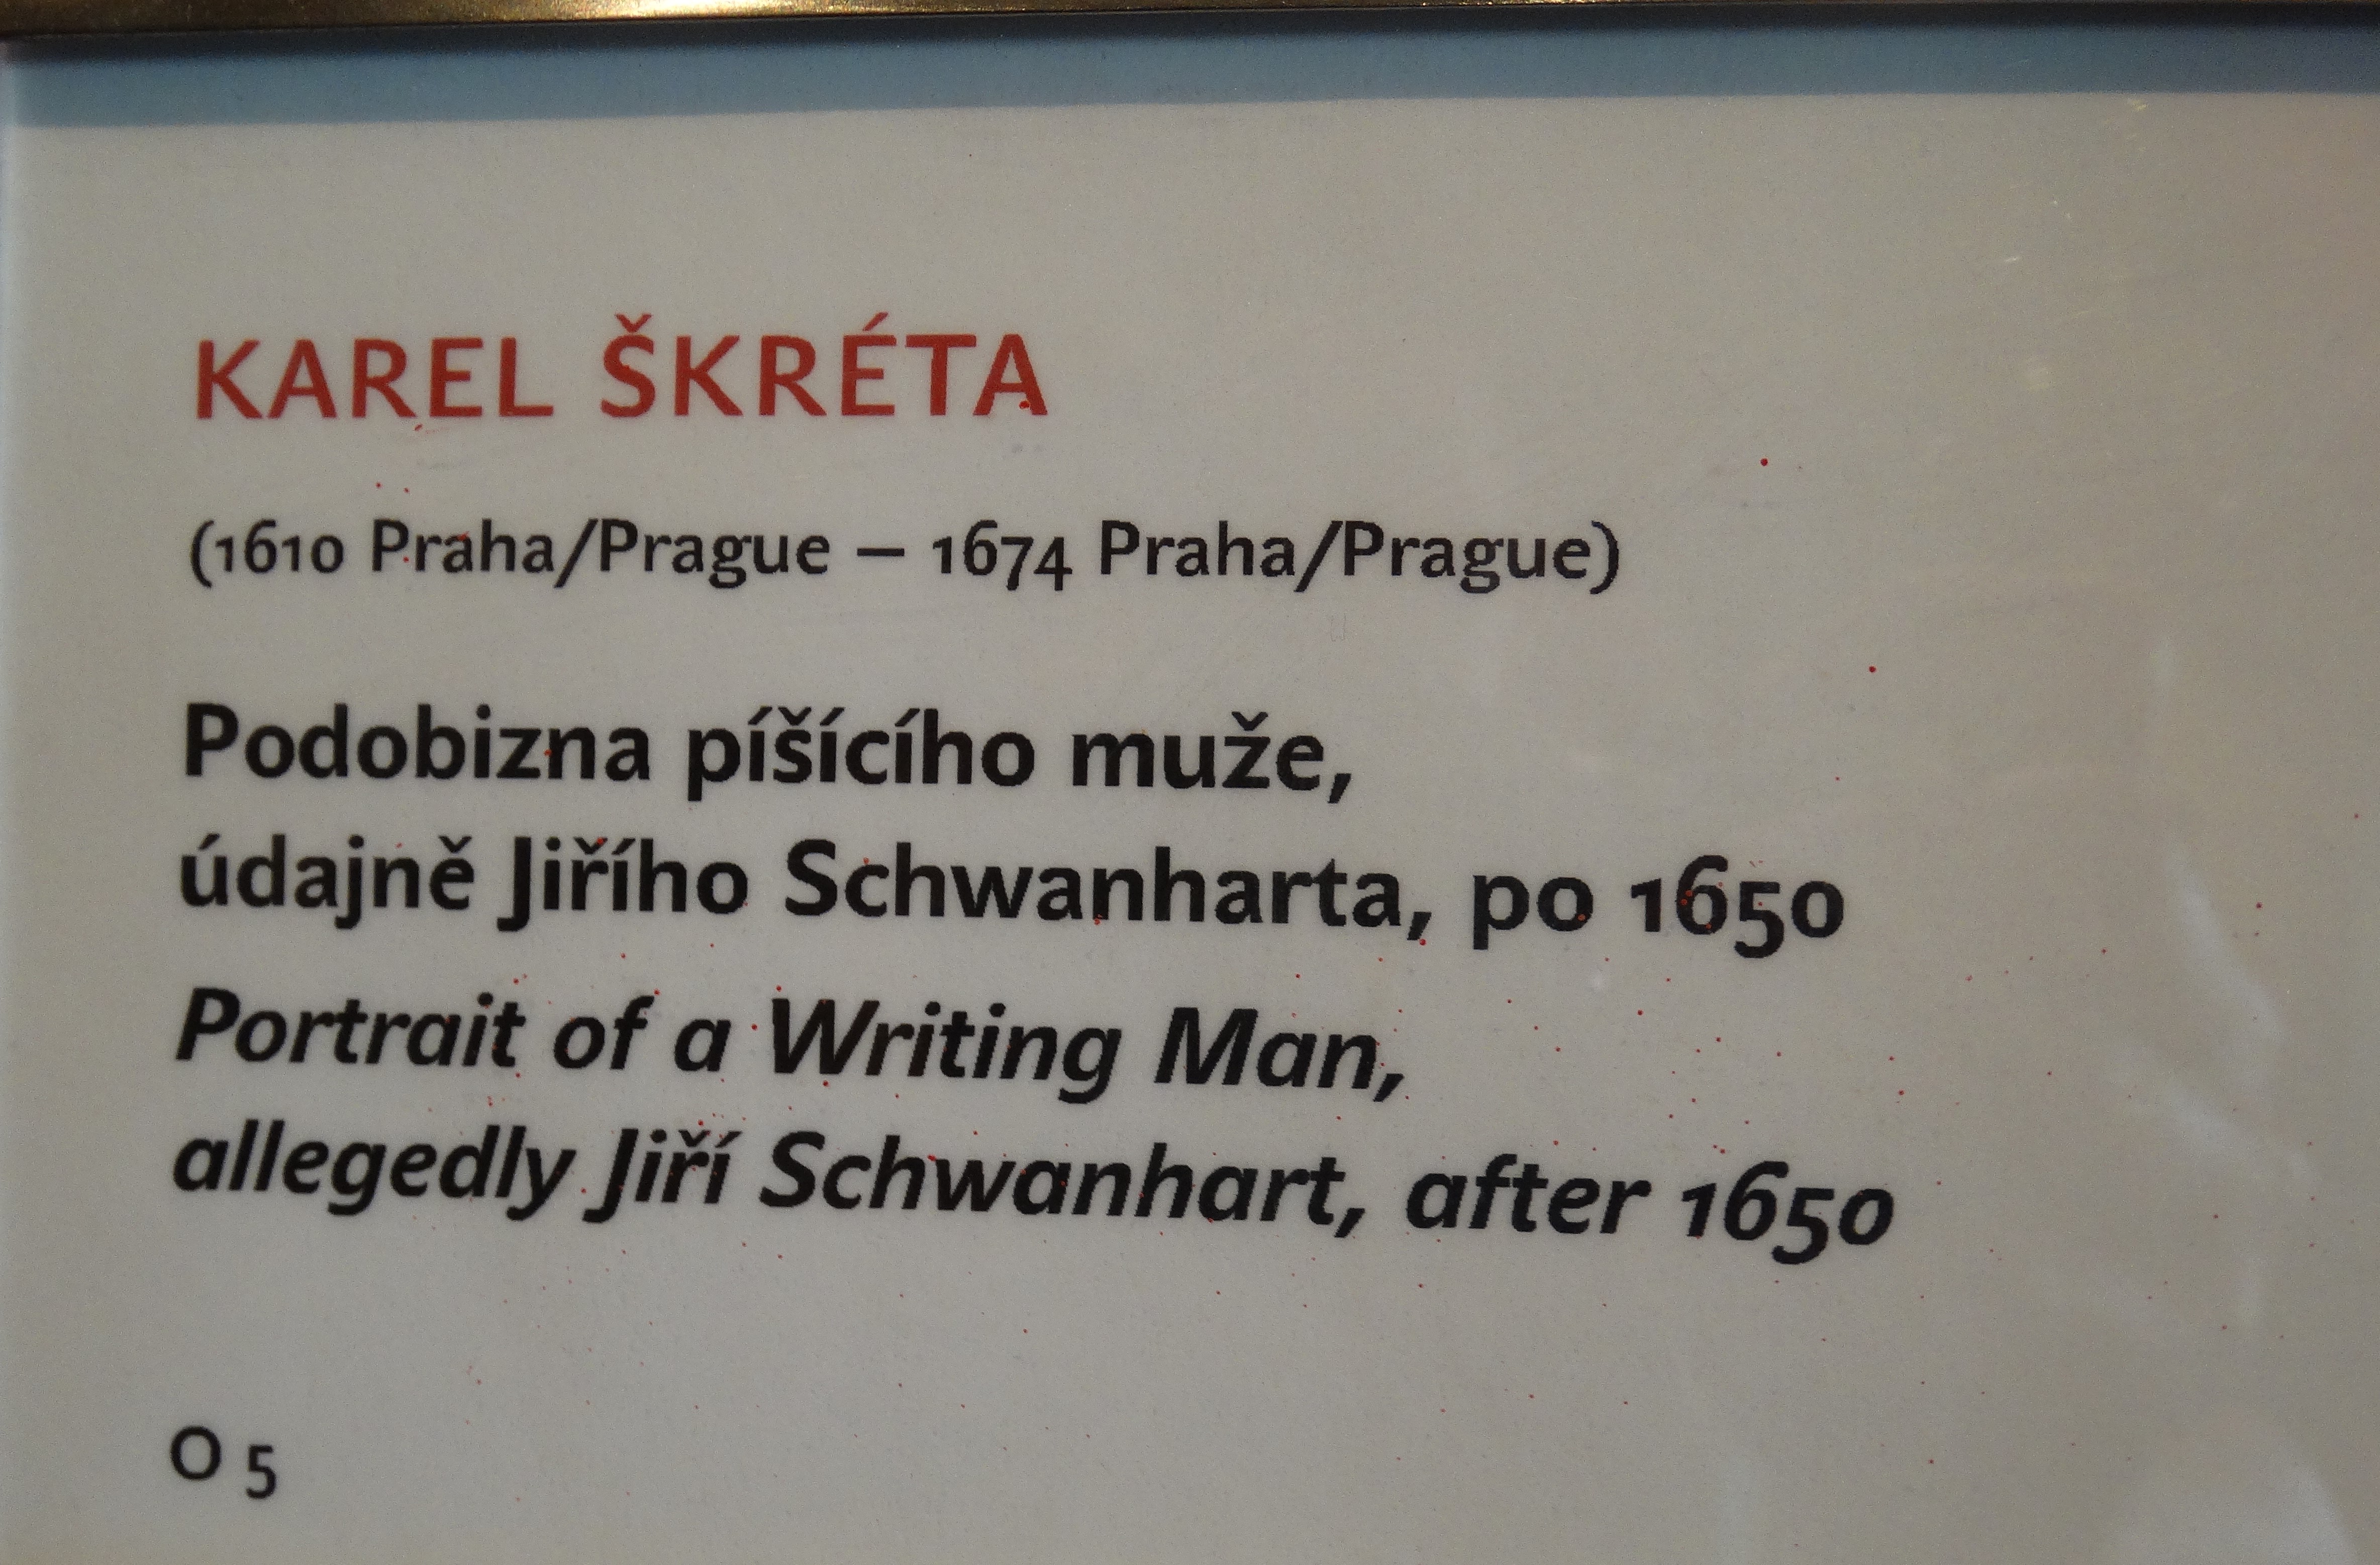 KAREL ŠKRÉTA
(1610 Praha/Prague – 1674 Praha/Prague)
Podobizna píšícího muže,
údajně Jiřího Schwanharta, po 1650
Portrait of a Writing Man,
allegedly Jiří Schwanhart, after 1650
O 5